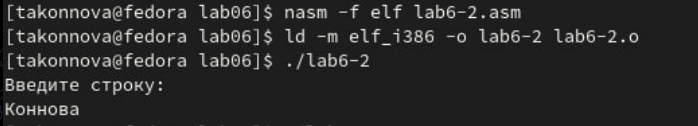 [takonnova@fedora lab06]$ nasm -f elf lab6-2.asm
[takonnova@fedora lab06]$ ld -m elf_i386 -o lab6-2 lab6-2.o
[takonnova@fedora lab06]$ ./lab6-2
Введите строку:
Коннова